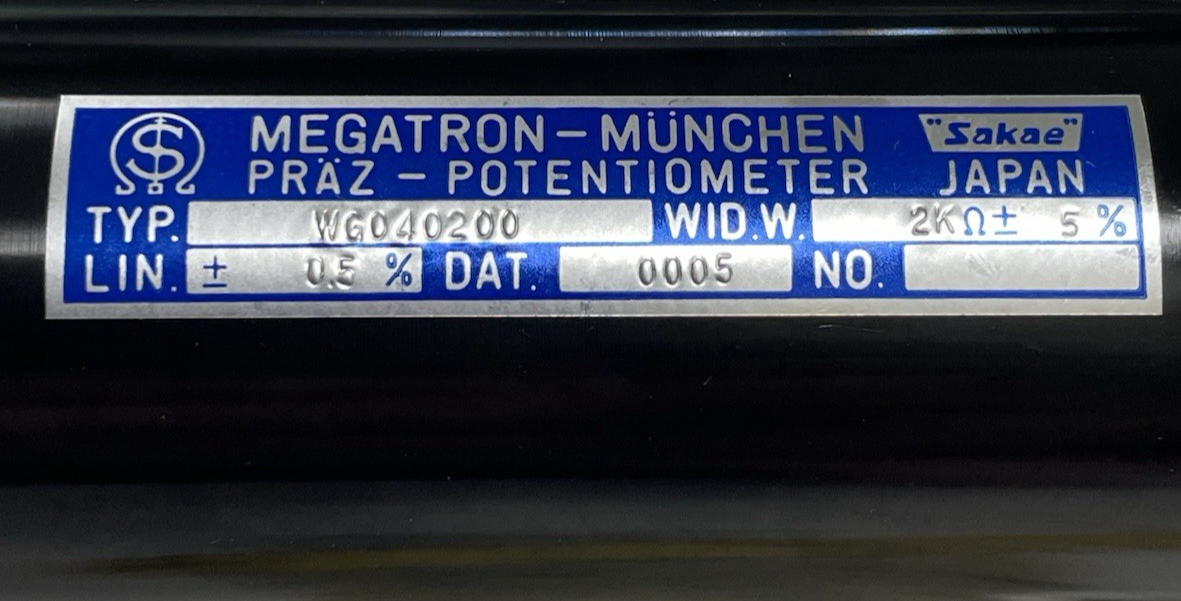 MEGATRON – MÜNCHEN "Sakae"
PRÄZ – POTENTIOMETER JAPAN
TYP. WG040200 WID.W. 2KΩ± 5 %
LIN. ± 0.5 % DAT. 0005 NO.